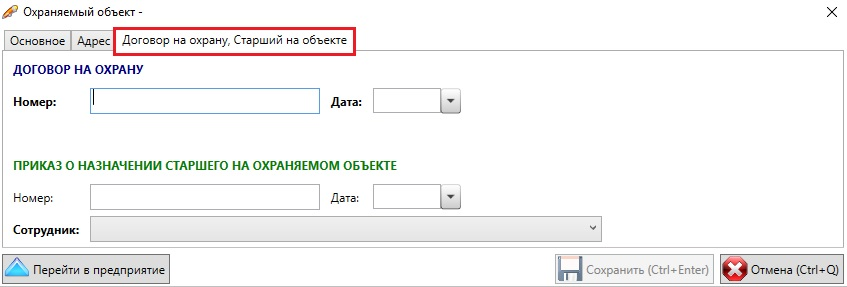 Охраняемый объект -
Основное Адрес Договор на охрану, Старший на объекте
ДОГОВОР НА ОХРАНУ
Номер: Дата:
ПРИКАЗ О НАЗНАЧЕНИИ СТАРШЕГО НА ОХРАНЯЕМОМ ОБЪЕКТЕ
Номер: Дата:
Сотрудник:
Перейти в предприятие Сохранить (Ctrl+Enter) Отмена (Ctrl+Q)